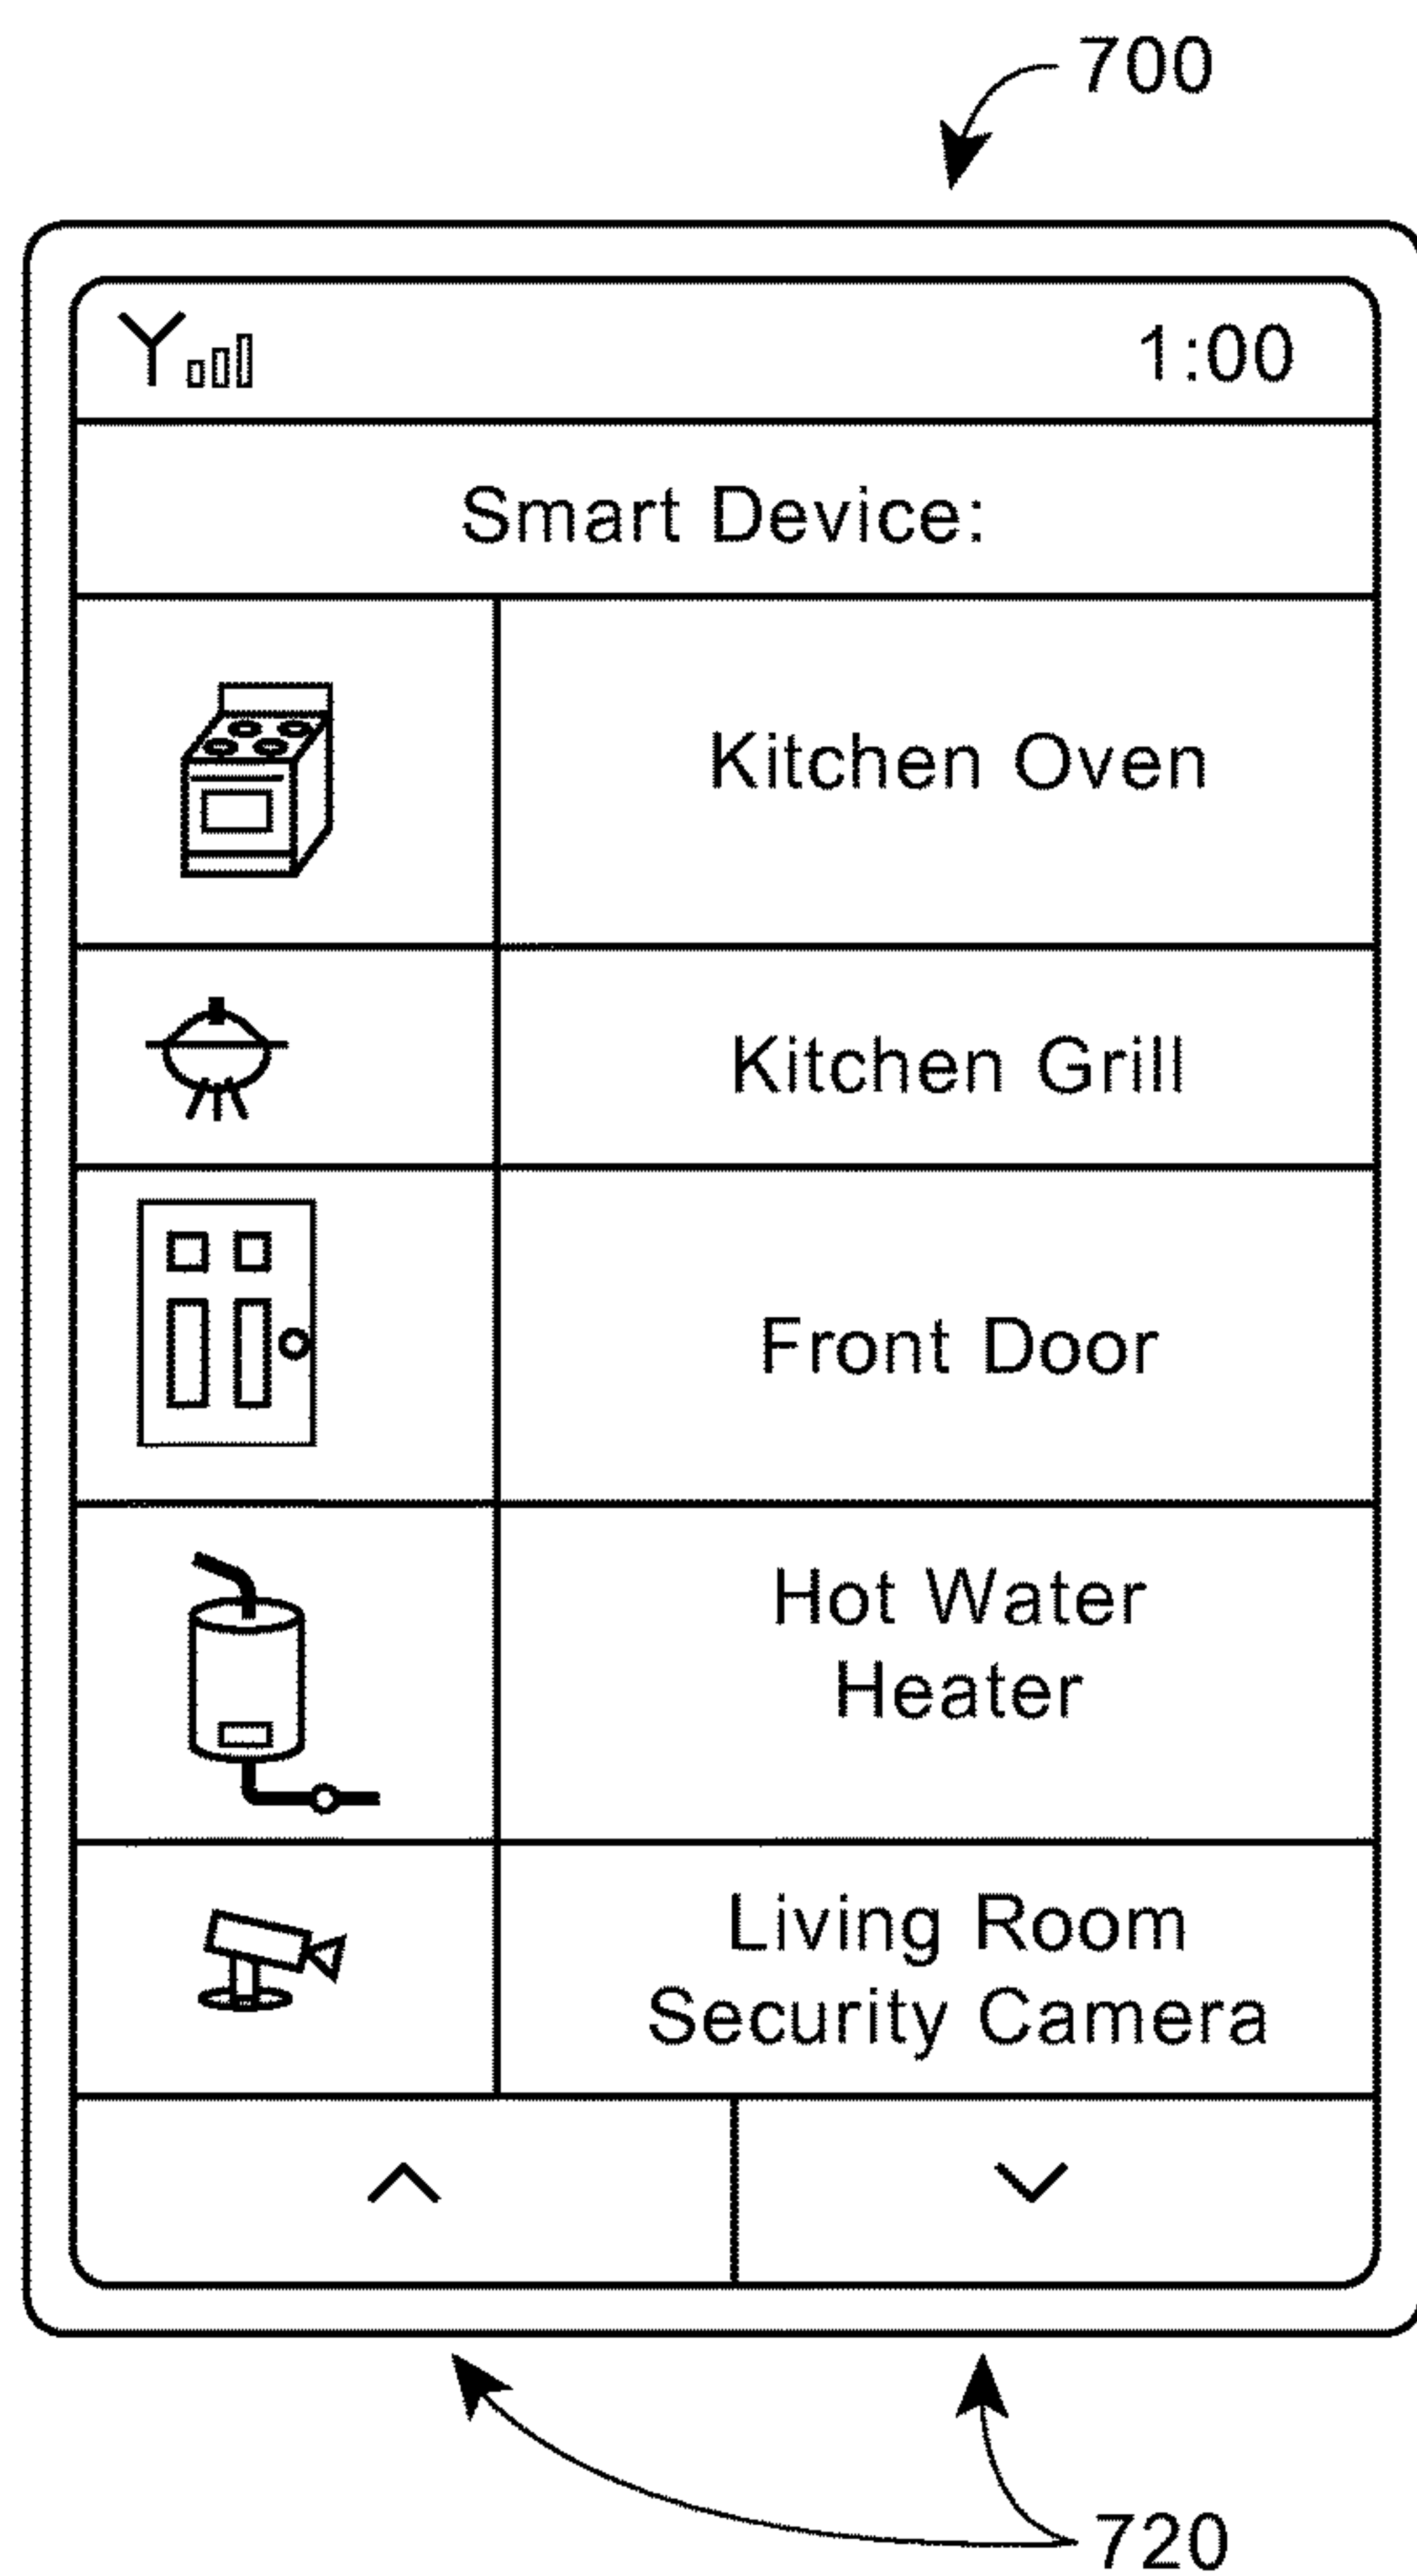 700
1:00
Smart Device:
Kitchen Oven
Kitchen Grill
Front Door
Hot Water
Heater
Living Room
Security Camera
720